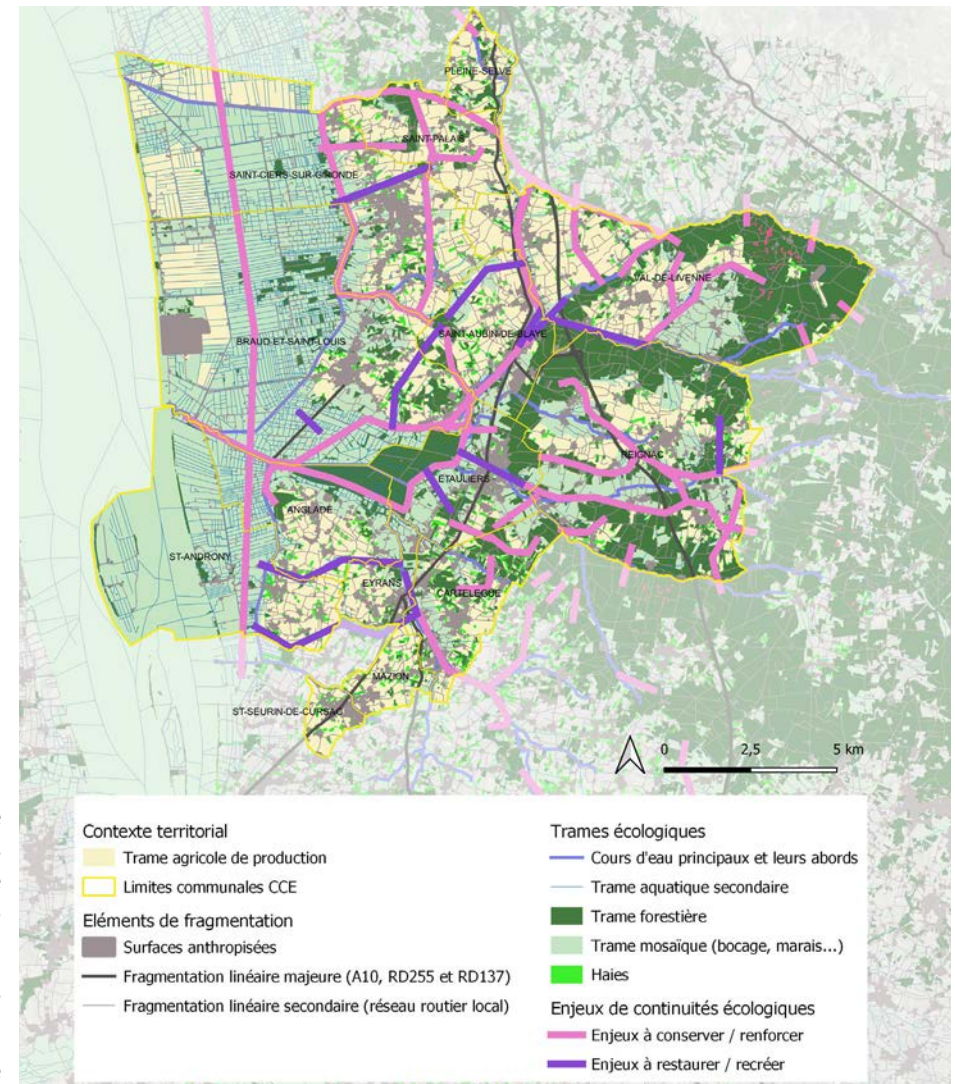 PLEINE-SELVE
SAINT-PALAIS
SAINT-CIERS-SUR-GIRONDE
VAL-DE-LIVENNE
SAINT-AUBIN-DE-BLAYE
BRAUD-ET-SAINT-LOUIS
REIGNAC
ETAULIERS
ANGLADE
ST-ANDRONY
EYRANS
CARTELEGUE
MAZION
ST-SEURIN-DE-CURSAC
0 2,5 5 km
Contexte territorial
Trame agricole de production
Limites communales CCE
Eléments de fragmentation
Surfaces anthropisées
Fragmentation linéaire majeure (A10, RD255 et RD137)
Fragmentation linéaire secondaire (réseau routier local)
Trames écologiques
Cours d'eau principaux et leurs abords
Trame aquatique secondaire
Trame forestière
Trame mosaïque (bocage, marais...)
Haies
Enjeux de continuités écologiques
Enjeux à conserver / renforcer
Enjeux à restaurer / recréer